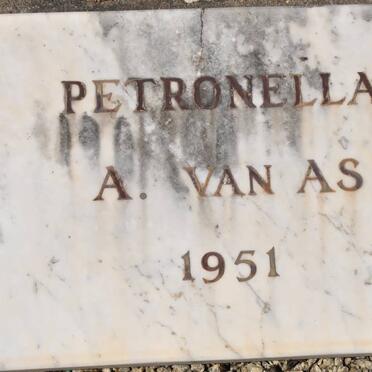 PETRONELLA
A. VAN AS
1951